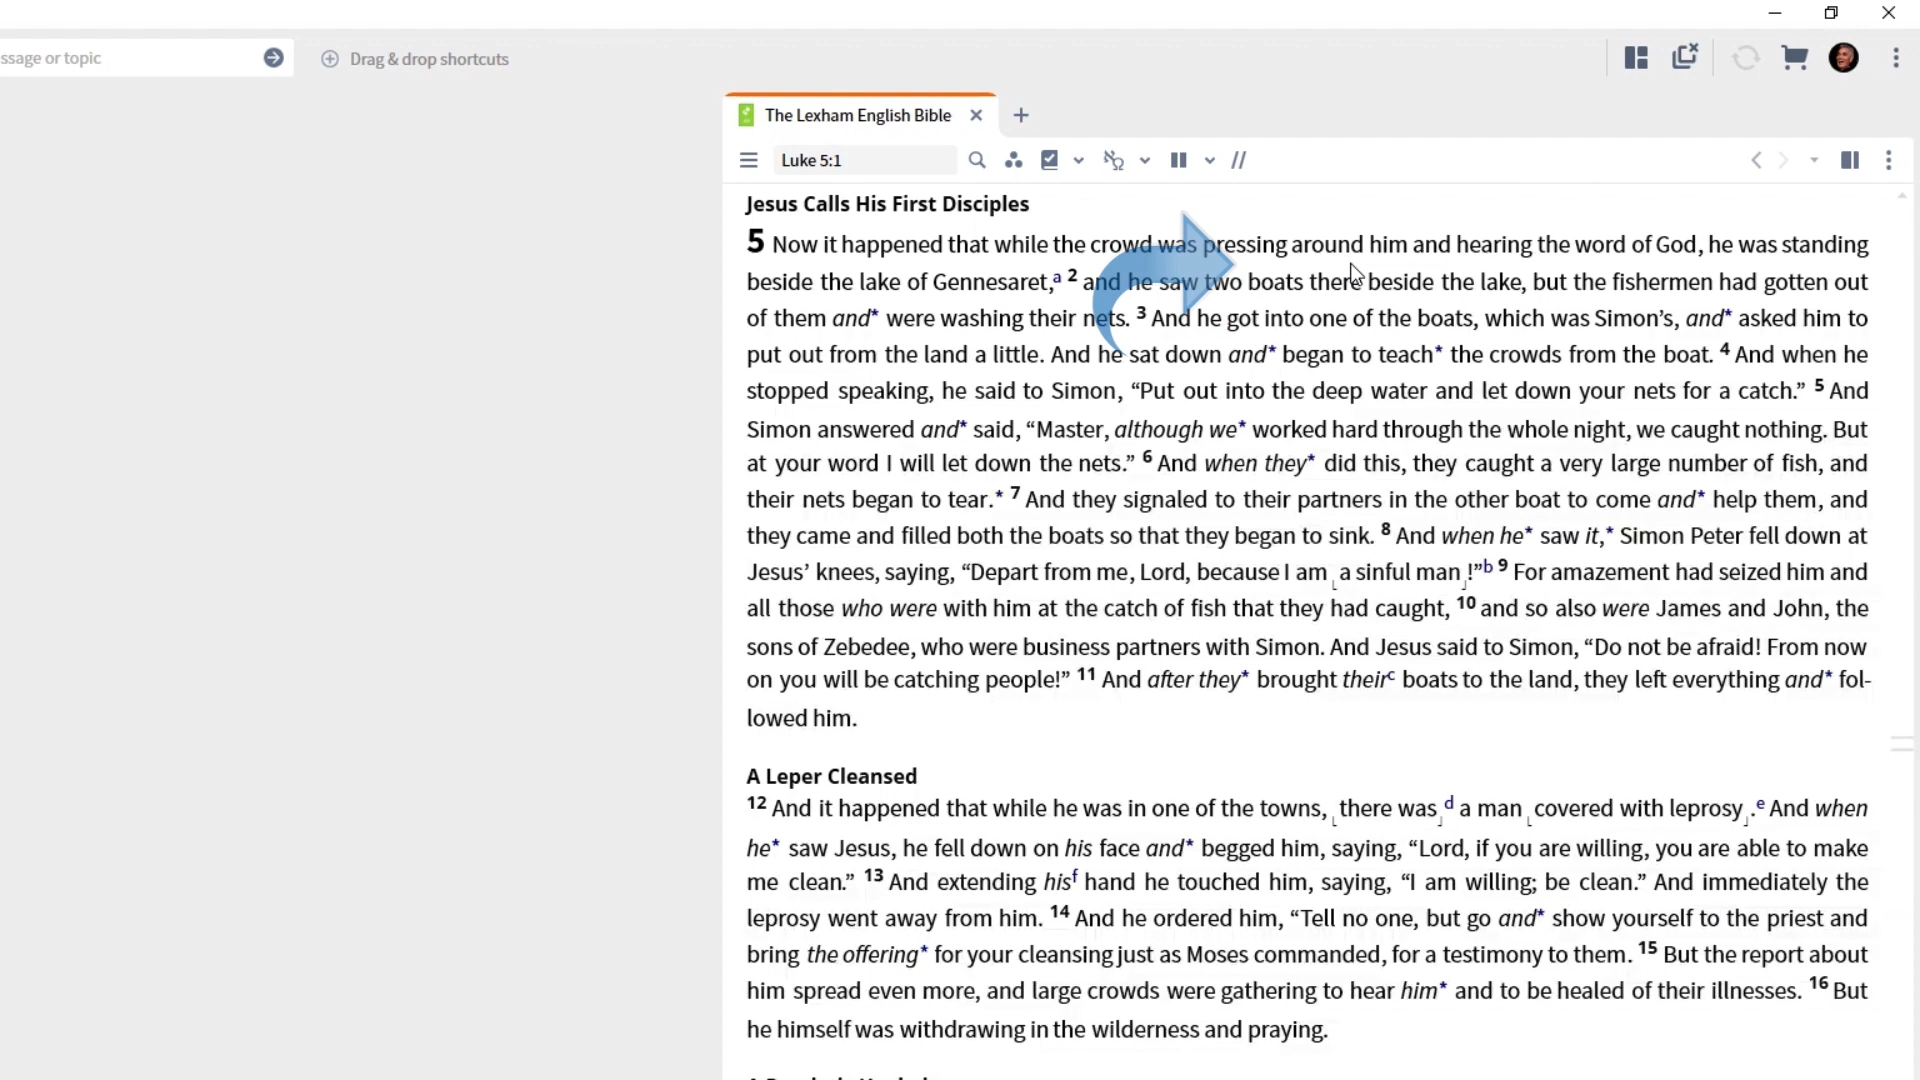 ssage or topic
Drag & drop shortcuts
The Lexham English Bible
Luke 5:1
Jesus Calls His First Disciples
5 Now it happened that while the crowd was pressing around him and hearing the word of God, he was standing
beside the lake of Gennesaret,a 2 and he saw two boats there beside the lake, but the fishermen had gotten out
of them and* were washing their nets. 3 And he got into one of the boats, which was Simon’s, and* asked him to
put out from the land a little. And he sat down and* began to teach* the crowds from the boat. 4 And when he
stopped speaking, he said to Simon, “Put out into the deep water and let down your nets for a catch.” 5 And
Simon answered and* said, “Master, although we* worked hard through the whole night, we caught nothing. But
at your word I will let down the nets.” 6 And when they* did this, they caught a very large number of fish, and
their nets began to tear.* 7 And they signaled to their partners in the other boat to come and* help them, and
they came and filled both the boats so that they began to sink. 8 And when he* saw it,* Simon Peter fell down at
Jesus’ knees, saying, “Depart from me, Lord, because I am ⌊a sinful man⌋!”b 9 For amazement had seized him and
all those who were with him at the catch of fish that they had caught, 10 and so also were James and John, the
sons of Zebedee, who were business partners with Simon. And Jesus said to Simon, “Do not be afraid! From now
on you will be catching people!” 11 And after they* brought theirc boats to the land, they left everything and* fol-
lowed him.
A Leper Cleansed
12 And it happened that while he was in one of the towns, ⌊there was⌋d a man ⌊covered with leprosy⌋.e And when
he* saw Jesus, he fell down on his face and* begged him, saying, “Lord, if you are willing, you are able to make
me clean.” 13 And extending hisf hand he touched him, saying, “I am willing; be clean.” And immediately the
leprosy went away from him. 14 And he ordered him, “Tell no one, but go and* show yourself to the priest and
bring the offering* for your cleansing just as Moses commanded, for a testimony to them. 15 But the report about
him spread even more, and large crowds were gathering to hear him* and to be healed of their illnesses. 16 But
he himself was withdrawing in the wilderness and praying.